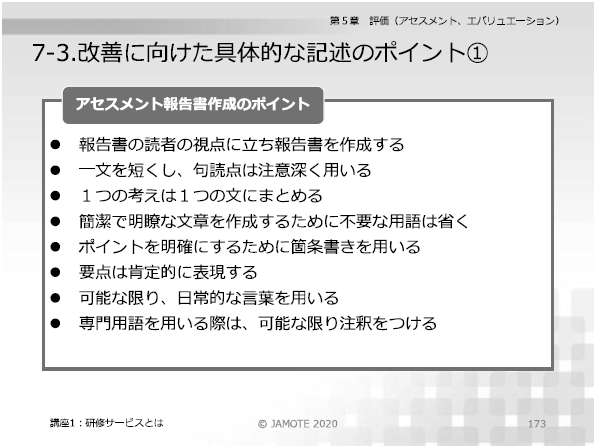 第５章　評価（アセスメント、エバリュエーション）
7-3.改善に向けた具体的な記述のポイント①
アセスメント報告書作成のポイント
● 報告書の読者の視点に立ち報告書を作成する
● 一文を短くし、句読点は注意深く用いる
● １つの考えは１つの文にまとめる
● 簡潔で明瞭な文章を作成するために不要な用語は省く
● ポイントを明確にするために箇条書きを用いる
● 要点は肯定的に表現する
● 可能な限り、日常的な言葉を用いる
● 専門用語を用いる際は、可能な限り注釈をつける
講座1：研修サービスとは
© JAMOTE 2020
173